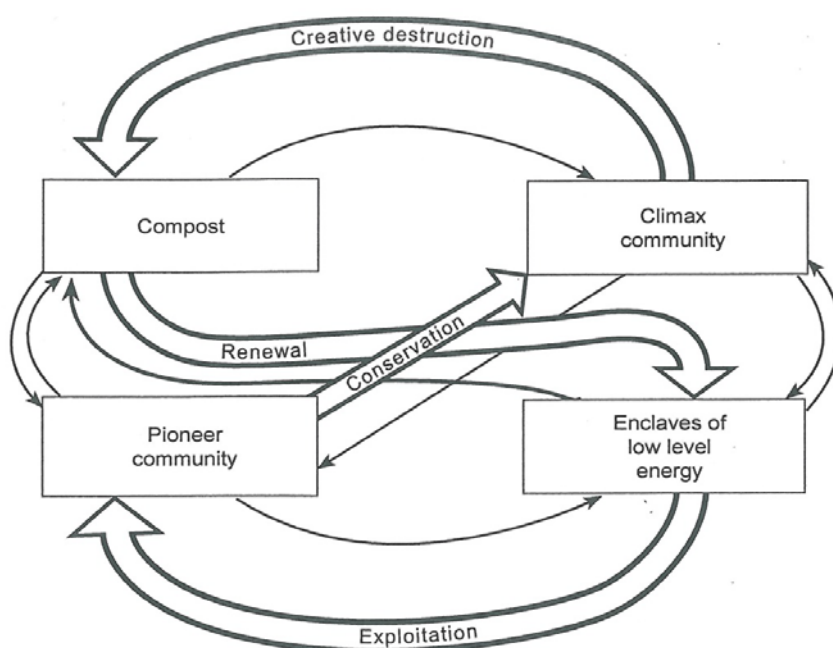 Creative destruction
Compost
Climax
community
Renewal
Conservation
Pioneer
community
Enclaves of
low level
energy
Exploitation